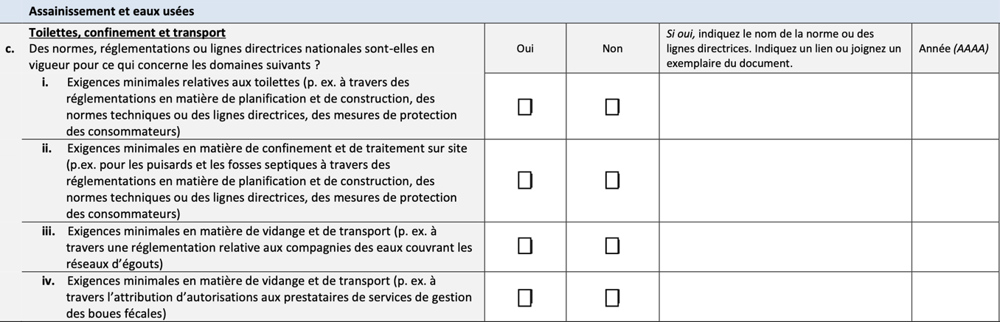 Assainissement et eaux usées
Toilettes, confinement et transport
c. Des normes, réglementations ou lignes directrices nationales sont-elles en
vigueur pour ce qui concerne les domaines suivants ?
Oui
Non
Si oui, indiquez le nom de la norme ou des
lignes directrices. Indiquez un lien ou joignez un
exemplaire du document.
Année (AAAA)
i. Exigences minimales relatives aux toilettes (p. ex. à travers des
réglementations en matière de planification et de construction, des
normes techniques ou des lignes directrices, des mesures de protection
des consommateurs)
ii. Exigences minimales en matière de confinement et de traitement sur site
(p.ex. pour les puisards et les fosses septiques à travers des
réglementations en matière de planification et de construction, des
normes techniques ou des lignes directrices, des mesures de protection
des consommateurs)
iii. Exigences minimales en matière de vidange et de transport (p. ex. à
travers une réglementation relative aux compagnies des eaux couvrant les
réseaux d’égouts)
iv. Exigences minimales en matière de vidange et de transport (p. ex. à
travers l’attribution d’autorisations aux prestataires de services de gestion
des boues fécales)